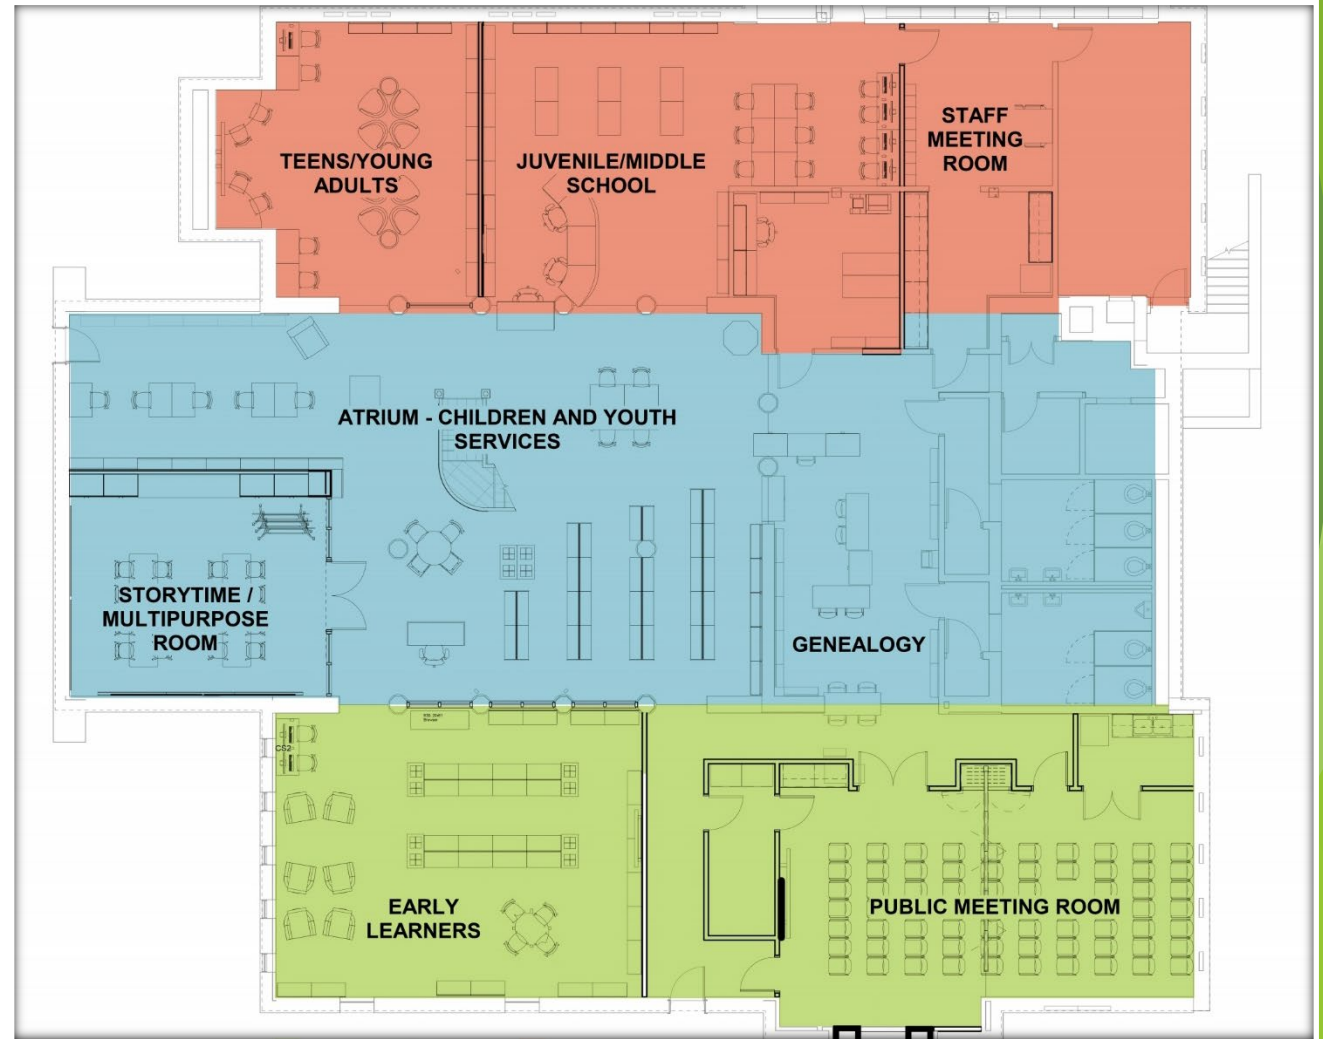 TEENS/YOUNG
ADULTS
JUVENILE/MIDDLE
SCHOOL
STAFF
MEETING
ROOM
ATRIUM - CHILDREN AND YOUTH
SERVICES
STORYTIME /
MULTIPURPOSE
ROOM
GENEALOGY
CS2
EARLY
LEARNERS
PUBLIC MEETING ROOM